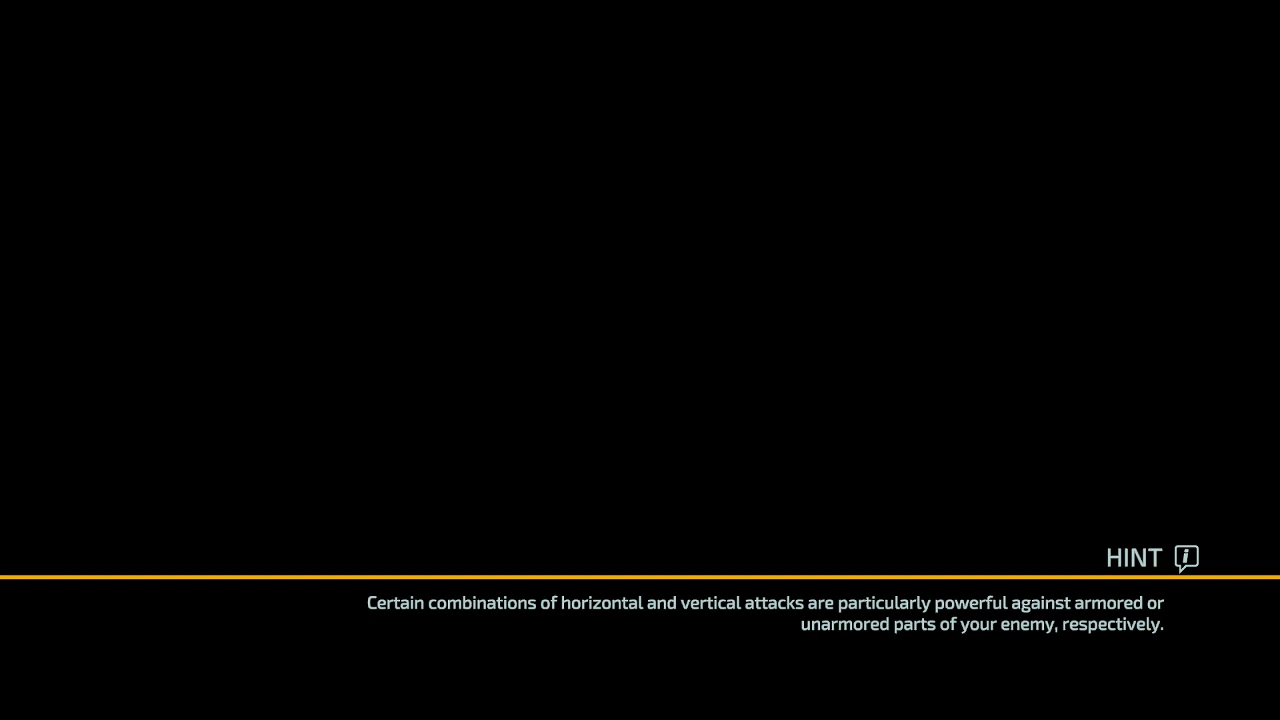 HINT
Certain combinations of horizontal and vertical attacks are particularly powerful against armored or
unarmored parts of your enemy, respectively.